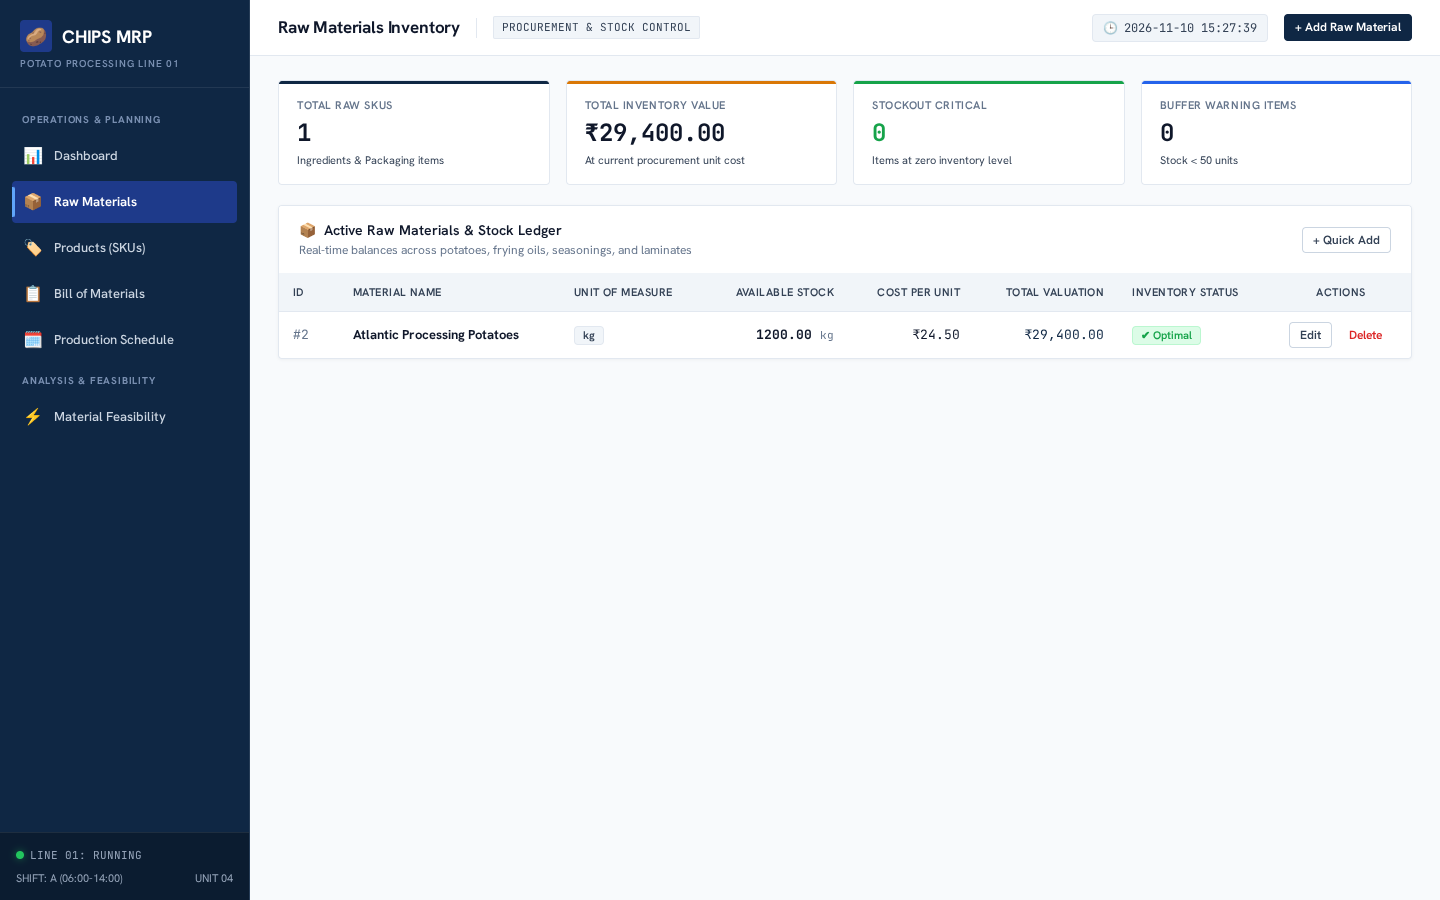 CHIPS MRP
POTATO PROCESSING LINE 01
OPERATIONS & PLANNING
Dashboard
Raw Materials
Products (SKUs)
Bill of Materials
Production Schedule
ANALYSIS & FEASIBILITY
Material Feasibility
LINE 01: RUNNING
SHIFT: A (06:00-14:00) UNIT 04
Raw Materials Inventory PROCUREMENT & STOCK CONTROL 2026-11-10 15:27:39 + Add Raw Material
TOTAL RAW SKUS
1
Ingredients & Packaging items
TOTAL INVENTORY VALUE
₹29,400.00
At current procurement unit cost
STOCKOUT CRITICAL
0
Items at zero inventory level
BUFFER WARNING ITEMS
0
Stock < 50 units
Active Raw Materials & Stock Ledger
Real-time balances across potatoes, frying oils, seasonings, and laminates
+ Quick Add
ID MATERIAL NAME UNIT OF MEASURE AVAILABLE STOCK COST PER UNIT TOTAL VALUATION INVENTORY STATUS ACTIONS
#2 Atlantic Processing Potatoes kg 1200.00 kg ₹24.50 ₹29,400.00 ✔ Optimal Edit Delete